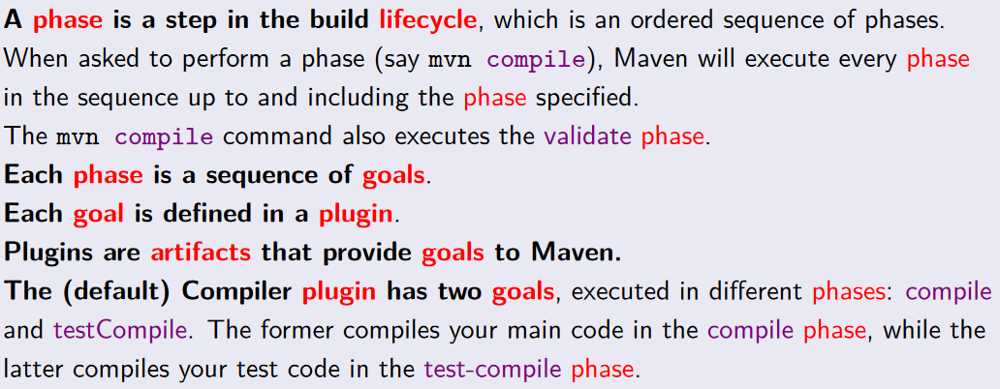 A phase is a step in the build lifecycle, which is an ordered sequence of phases.
When asked to perform a phase (say mvn compile), Maven will execute every phase
in the sequence up to and including the phase specified.
The mvn compile command also executes the validate phase.
Each phase is a sequence of goals.
Each goal is defined in a plugin.
Plugins are artifacts that provide goals to Maven.
The (default) Compiler plugin has two goals, executed in different phases: compile
and testCompile. The former compiles your main code in the compile phase, while the
latter compiles your test code in the test-compile phase.